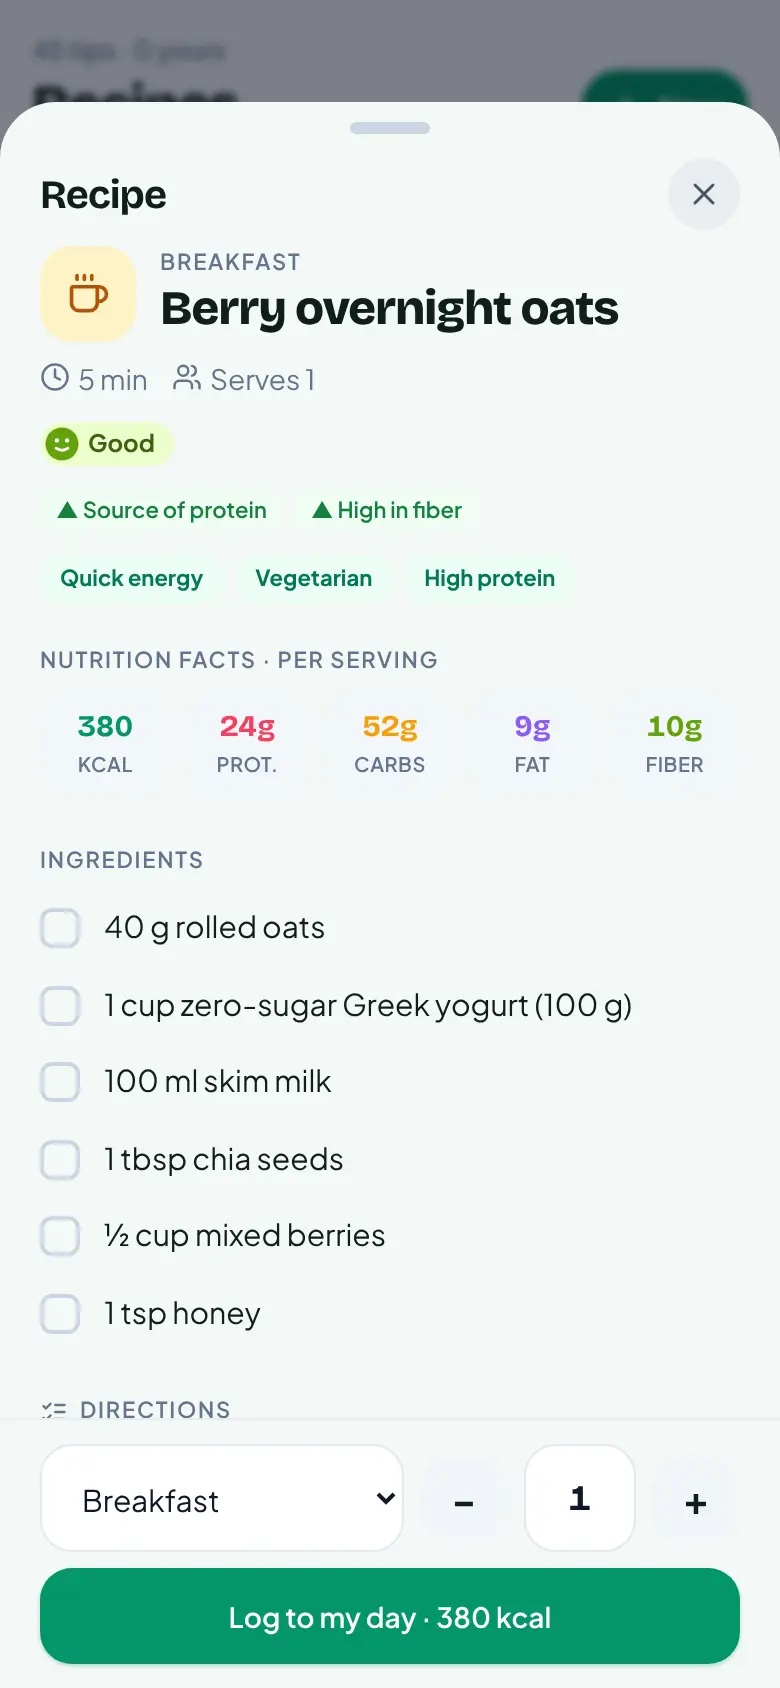 Recipes
Recipe
BREAKFAST
Berry overnight oats
5 min Serves 1
Good
Source of protein High in fiber
Quick energy Vegetarian High protein
NUTRITION FACTS · PER SERVING
380 24g 52g 9g 10g
KCAL PROT. CARBS FAT FIBER
INGREDIENTS
40 g rolled oats
1 cup zero-sugar Greek yogurt (100 g)
100 ml skim milk
1 tbsp chia seeds
½ cup mixed berries
1 tsp honey
DIRECTIONS
Breakfast − 1 +
Log to my day · 380 kcal